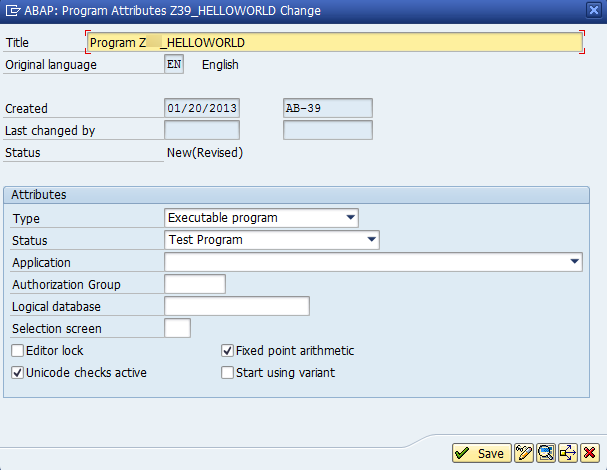 ABAP: Program Attributes Z39_HELLOWORLD Change
Title Program Z _HELLOWORLD
Original language EN English
Created 01/20/2013 AB-39
Last changed by
Status New(Revised)
Attributes
Type Executable program
Status Test Program
Application
Authorization Group
Logical database
Selection screen
Editor lock Fixed point arithmetic
Unicode checks active Start using variant
Save